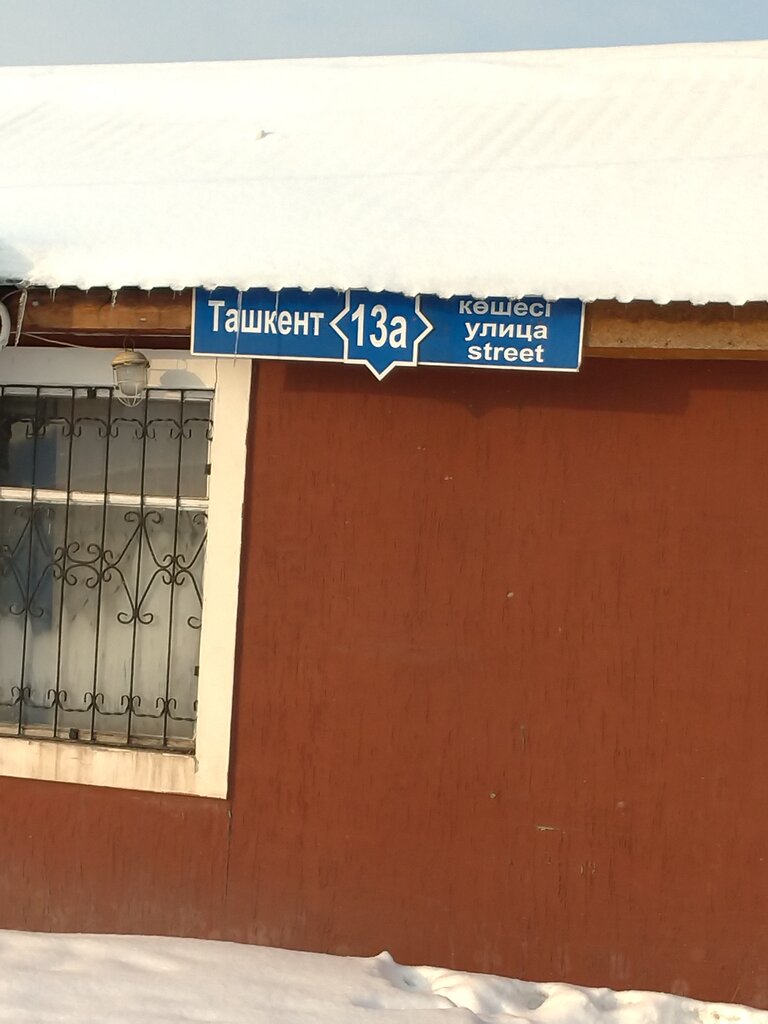 Ташкент 13а көшесі
улица
street